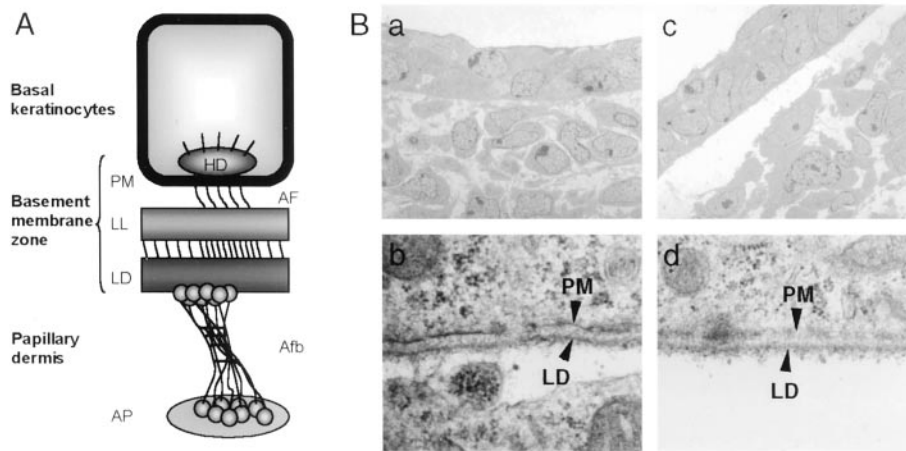 A
Basal
keratinocytes
HD
PM
AF
Basement
membrane
zone
LL
LD
Papillary
dermis
Afb
AP
B
a
c
b
PM
LD
d
PM
LD